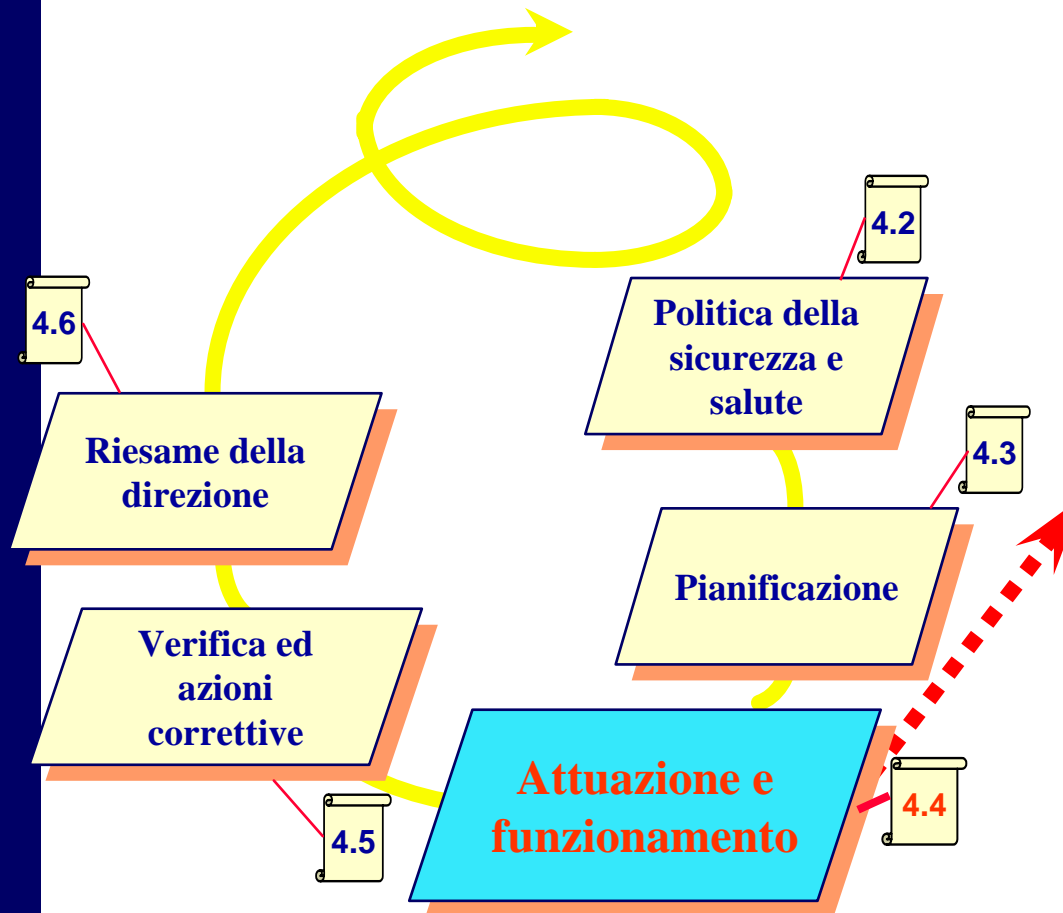 4.2
Politica della
sicurezza e
salute
4.3
Pianificazione
4.4
Attuazione e
funzionamento
4.5
Verifica ed
azioni
correttive
4.6
Riesame della
direzione